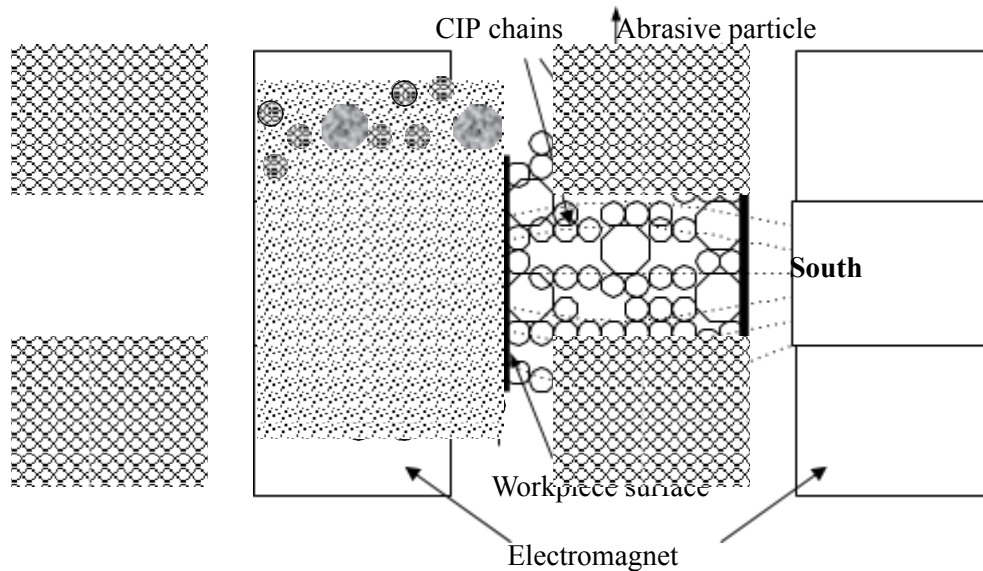 CIP chains
Abrasive particle
South
Workpiece surface
Electromagnet